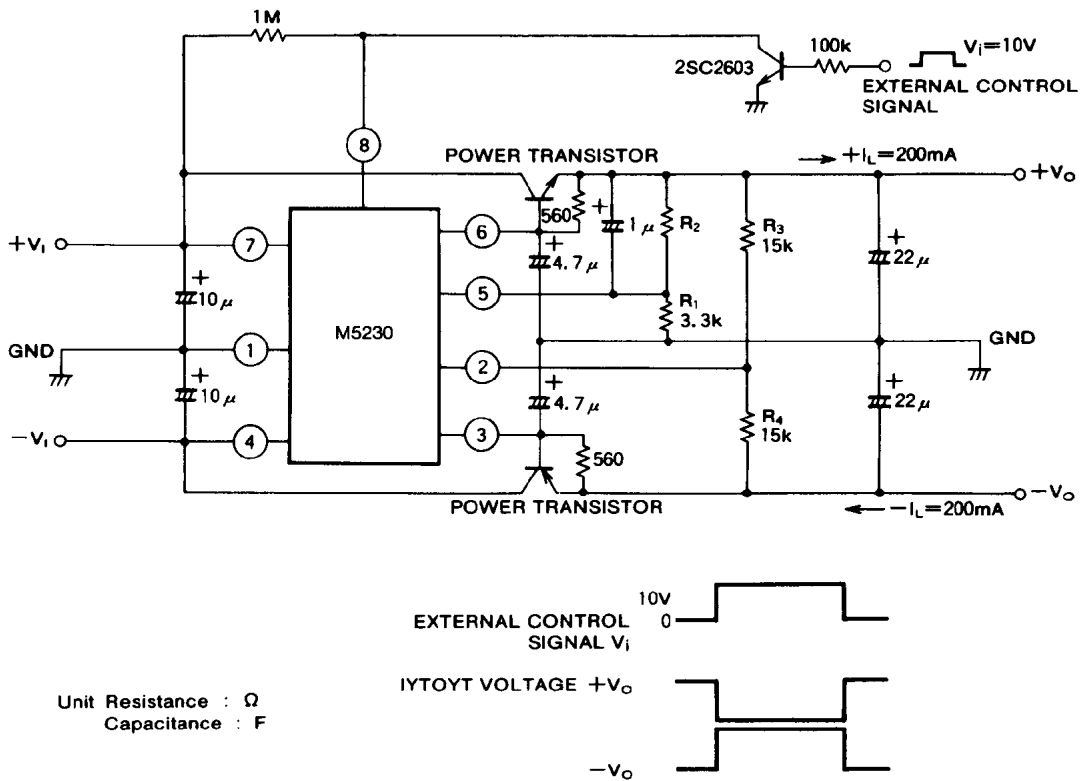 1M
100k
Vi=10V
2SC2603
EXTERNAL CONTROL
SIGNAL
8
POWER TRANSISTOR
+IL=200mA
+VO
560
+
1μ
R2
R3
15k
+VI
7
6
+
4.7μ
+
22μ
+
10μ
5
R1
3.3k
M5230
GND
1
GND
2
+
10μ
+
4.7μ
+
22μ
R4
15k
-VI
4
3
560
POWER TRANSISTOR
-VO
-IL=200mA
10V
0
EXTERNAL CONTROL
SIGNAL Vi
IYTOYT VOLTAGE +VO
Unit Resistance : Ω
Capacitance : F
-VO